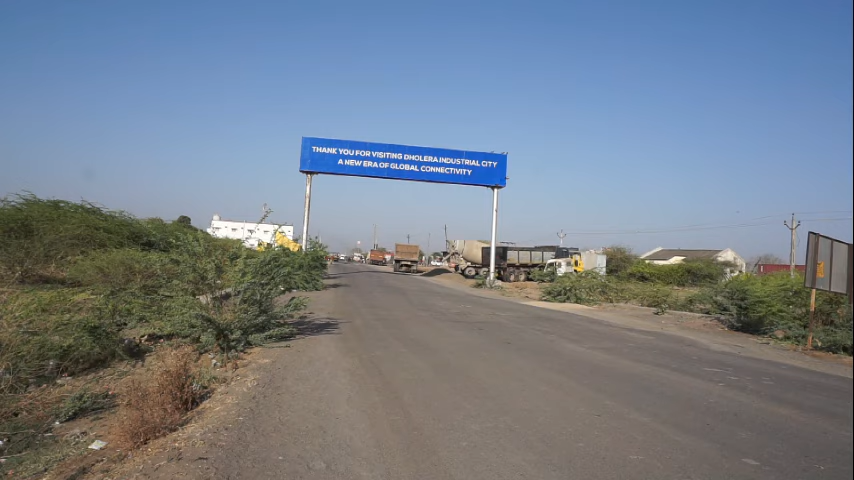 THANK YOU FOR VISITING DHOLERA INDUSTRIAL CITY
A NEW ERA OF GLOBAL CONNECTIVITY